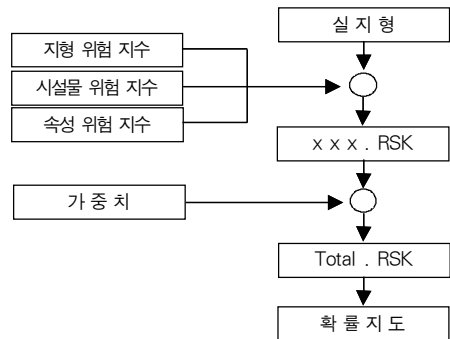 실 지 형
지형 위험 지수
시설물 위험 지수
속성 위험 지수
x x x . RSK
가 중 치
Total . RSK
확 률 지 도